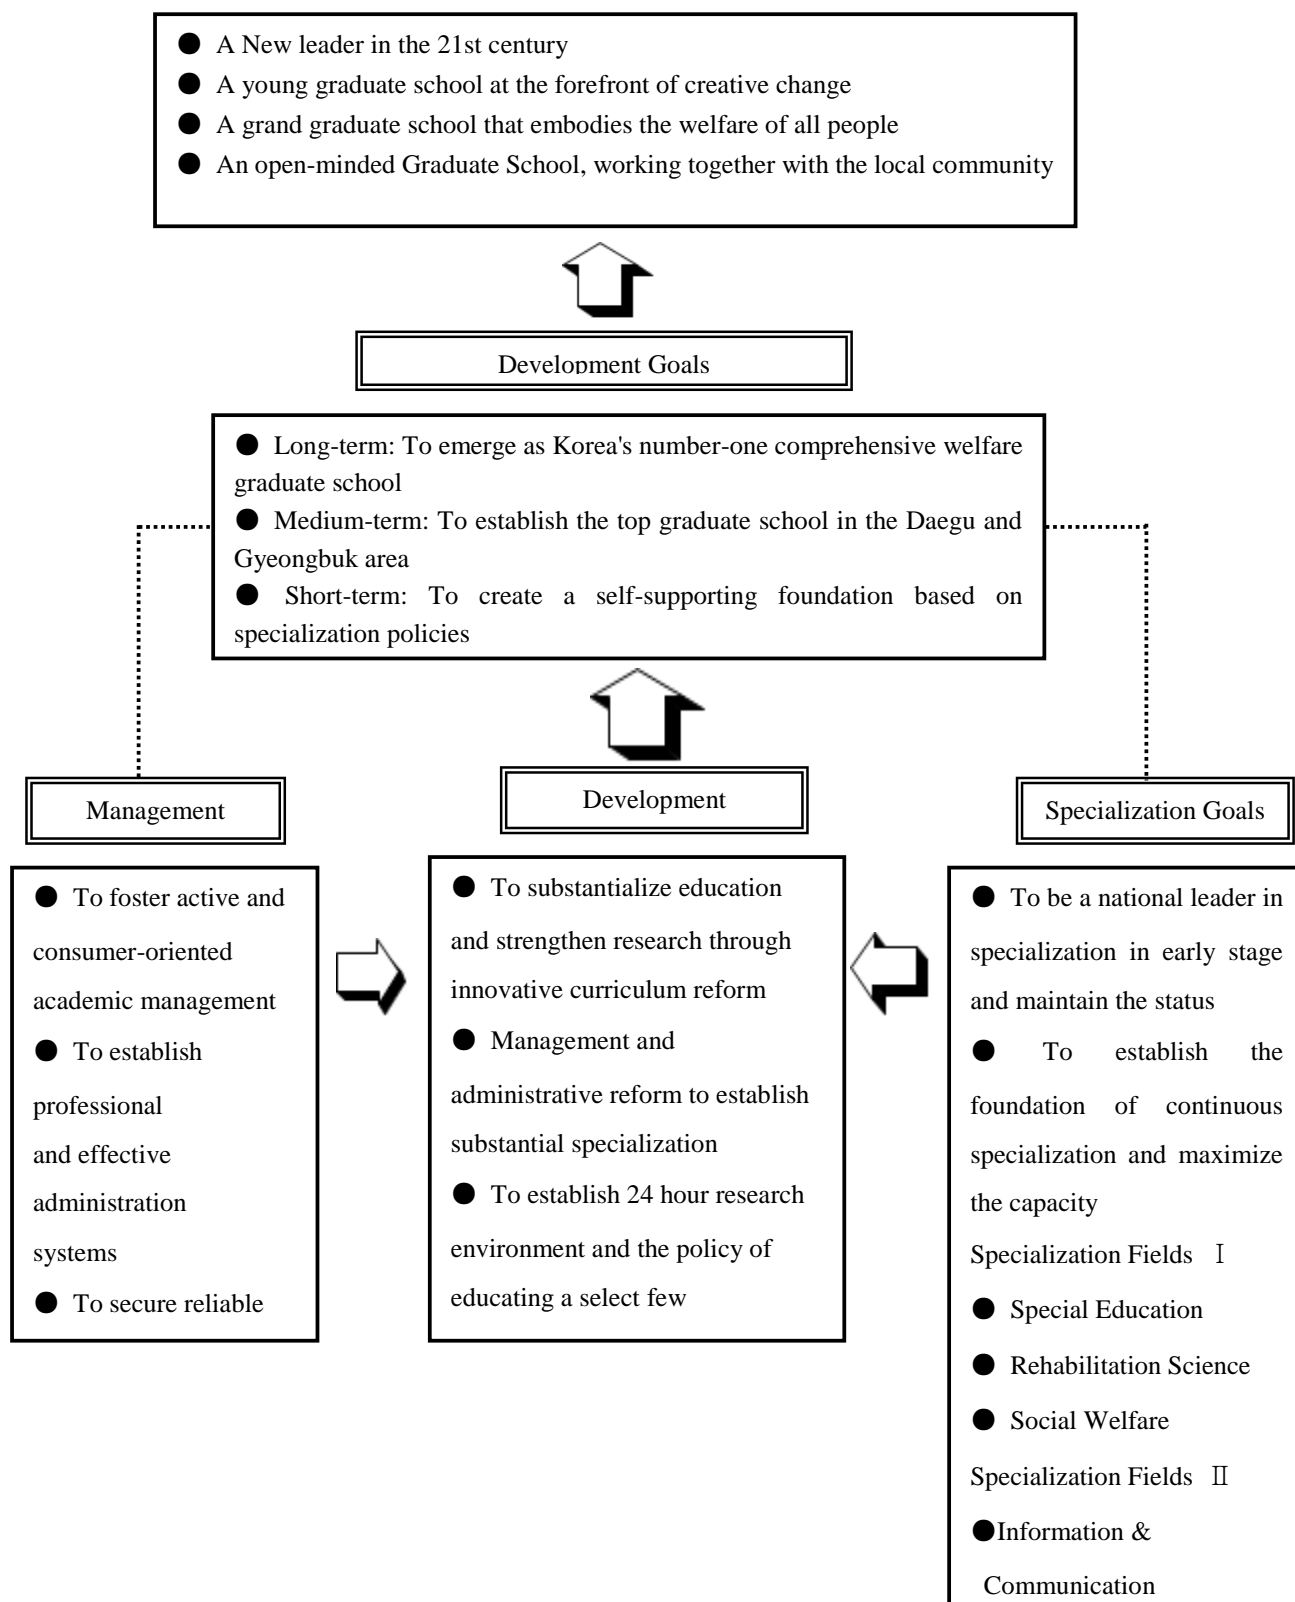 ● A New leader in the 21st century
● A young graduate school at the forefront of creative change
● A grand graduate school that embodies the welfare of all people
● An open-minded Graduate School, working together with the local community
Development Goals
● Long-term: To emerge as Korea's number-one comprehensive welfare
graduate school
● Medium-term: To establish the top graduate school in the Daegu and
Gyeongbuk area
● Short-term: To create a self-supporting foundation based on
specialization policies
Management
● To foster active and
consumer-oriented
academic management
● To establish
professional
and effective
administration
systems
● To secure reliable
Development
● To substantialize education
and strengthen research through
innovative curriculum reform
● Management and
administrative reform to establish
substantial specialization
● To establish 24 hour research
environment and the policy of
educating a select few
Specialization Goals
● To be a national leader in
specialization in early stage
and maintain the status
● To establish the
foundation of continuous
specialization and maximize
the capacity
Specialization Fields Ⅰ
● Special Education
● Rehabilitation Science
● Social Welfare
Specialization Fields Ⅱ
●Information &
Communication